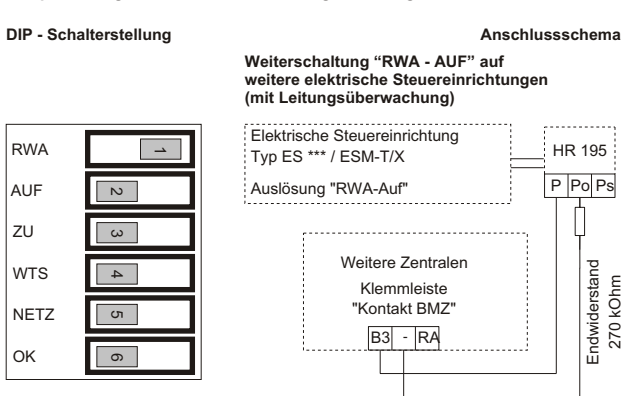 DIP - Schalterstellung
Anschlussschema
Weiterschaltung “RWA - AUF” auf
weitere elektrische Steuereinrichtungen
(mit Leitungsüberwachung)
RWA
1
AUF
2
ZU
3
WTS
4
NETZ
5
OK
6
Elektrische Steuereinrichtung
Typ ES *** / ESM-T/X
Auslösung "RWA-Auf"
HR 195
P Po Ps
Weitere Zentralen
Klemmleiste
"Kontakt BMZ"
B3 - RA
Endwiderstand
270 kOhm